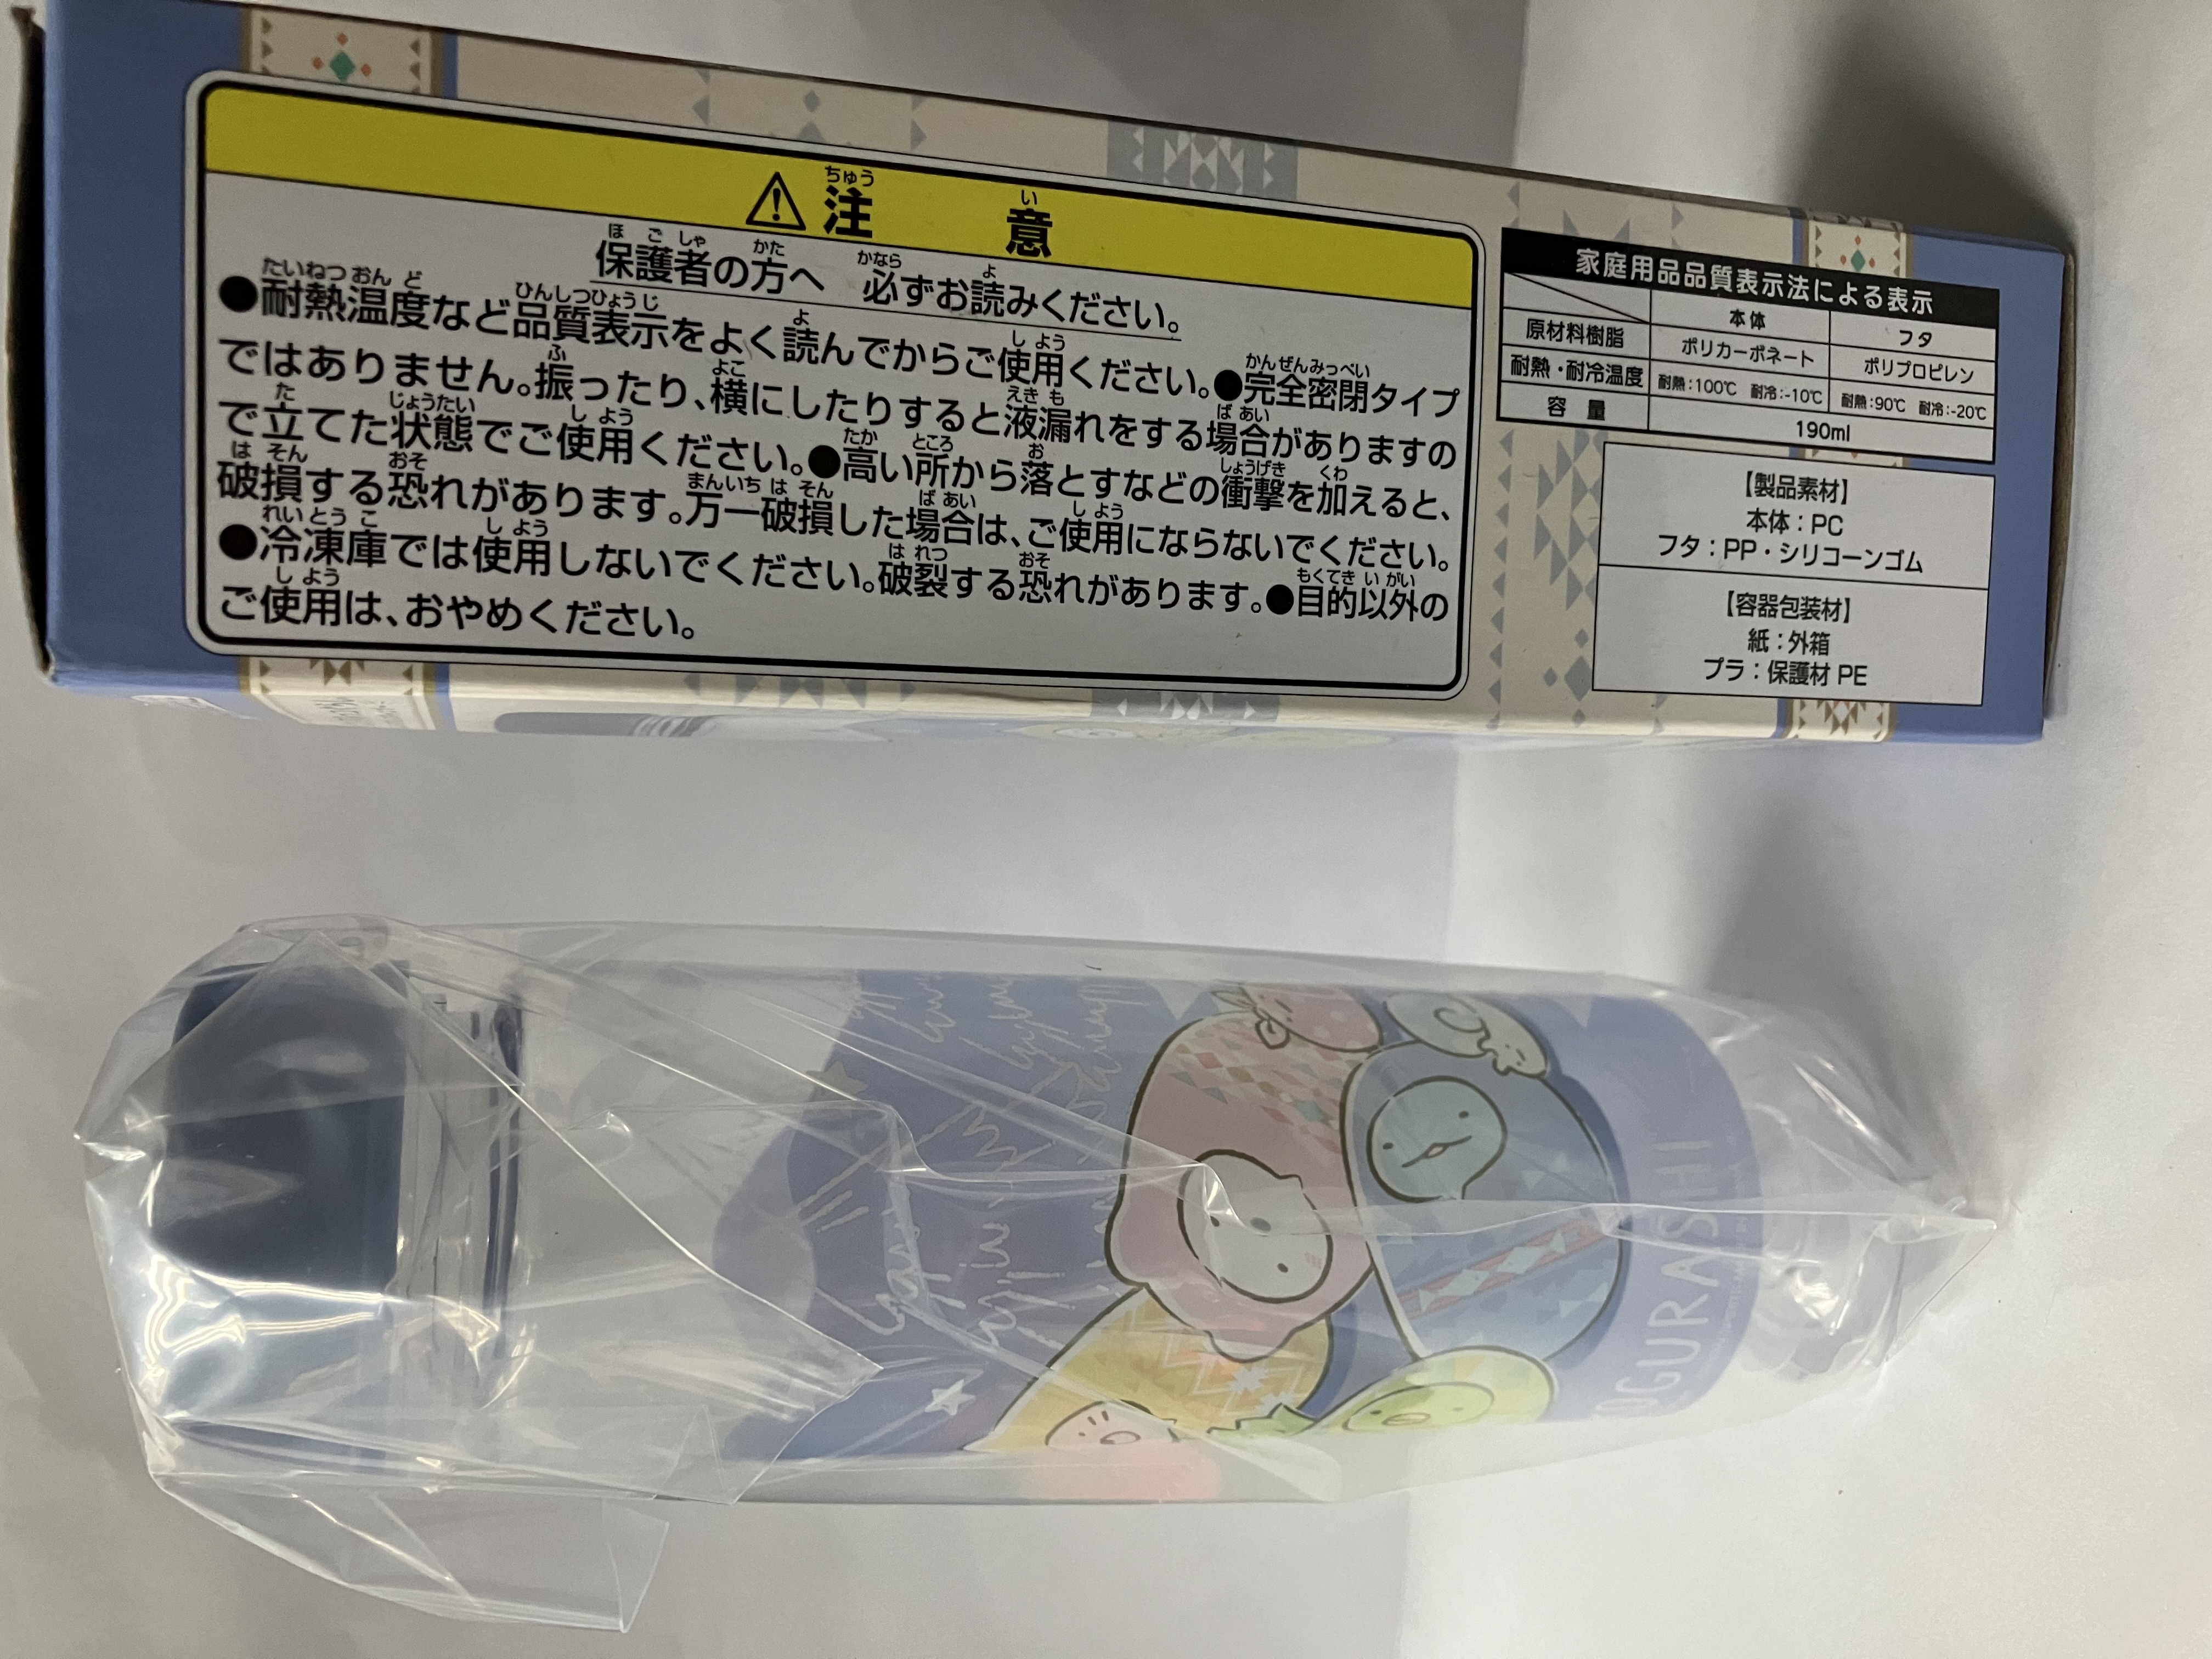 ⚠注意
保護者の方へ 必ずお読みください。
●耐熱温度など品質表示をよく読んでからご使用ください。●完全密閉タイプ
ではありません。振ったり、横にしたりすると液漏れをする場合がありますの
で立てた状態でご使用ください。●高い所から落とすなどの衝撃を加えると、
破損する恐れがあります。万一破損した場合は、ご使用にならないでください。
●冷凍庫では使用しないでください。破裂する恐れがあります。●目的以外の
ご使用は、おやめください。
家庭用品品質表示法による表示
本体 フタ
原材料樹脂 ポリカーボネート ポリプロピレン
耐熱・耐冷温度 耐熱:100℃ 耐冷:-10℃ 耐熱:90℃ 耐冷:-20℃
容量 190ml
【製品素材】
本体:PC
フタ:PP・シリコーンゴム
【容器包装材】
紙:外箱
プラ:保護材 PE
OGURASHI